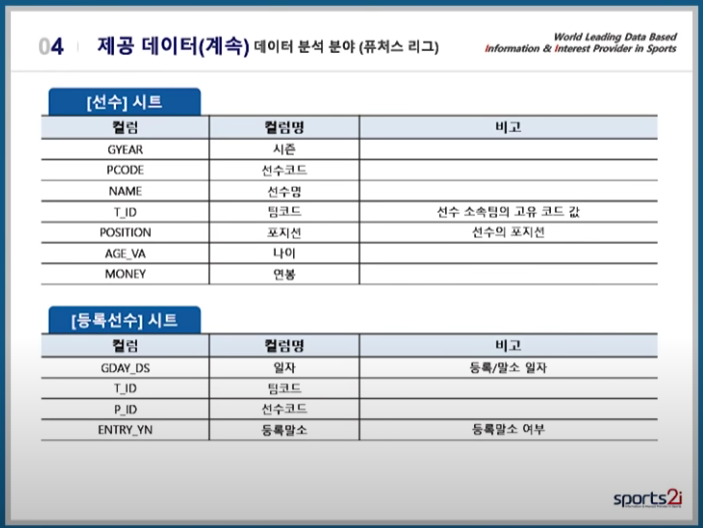 04 제공 데이터(계속) 데이터 분석 분야 (퓨처스 리그)
World Leading Data Based
Information & Interest Provider in Sports
[선수] 시트
컬럼 컬럼명 비고
GYEAR 시즌
PCODE 선수코드
NAME 선수명
T_ID 팀코드 선수 소속팀의 고유 코드 값
POSITION 포지션 선수의 포지션
AGE_VA 나이
MONEY 연봉
[등록선수] 시트
컬럼 컬럼명 비고
GDAY_DS 일자 등록/말소 일자
T_ID 팀코드
P_ID 선수코드
ENTRY_YN 등록말소 등록말소 여부
sports2i